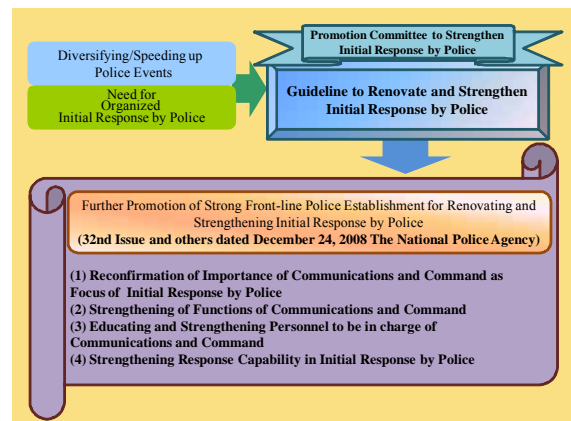 Diversifying/Speeding up
Police Events
Need for
Organized
Initial Response by Police
Promotion Committee to Strengthen
Initial Response by Police
Guideline to Renovate and Strengthen
Initial Response by Police
Further Promotion of Strong Front-line Police Establishment for Renovating and
Strengthening Initial Response by Police
(32nd Issue and others dated December 24, 2008 The National Police Agency)
(1) Reconfirmation of Importance of Communications and Command as
Focus of Initial Response by Police
(2) Strengthening of Functions of Communications and Command
(3) Educating and Strengthening Personnel to be in charge of
Communications and Command
(4) Strengthening Response Capability in Initial Response by Police